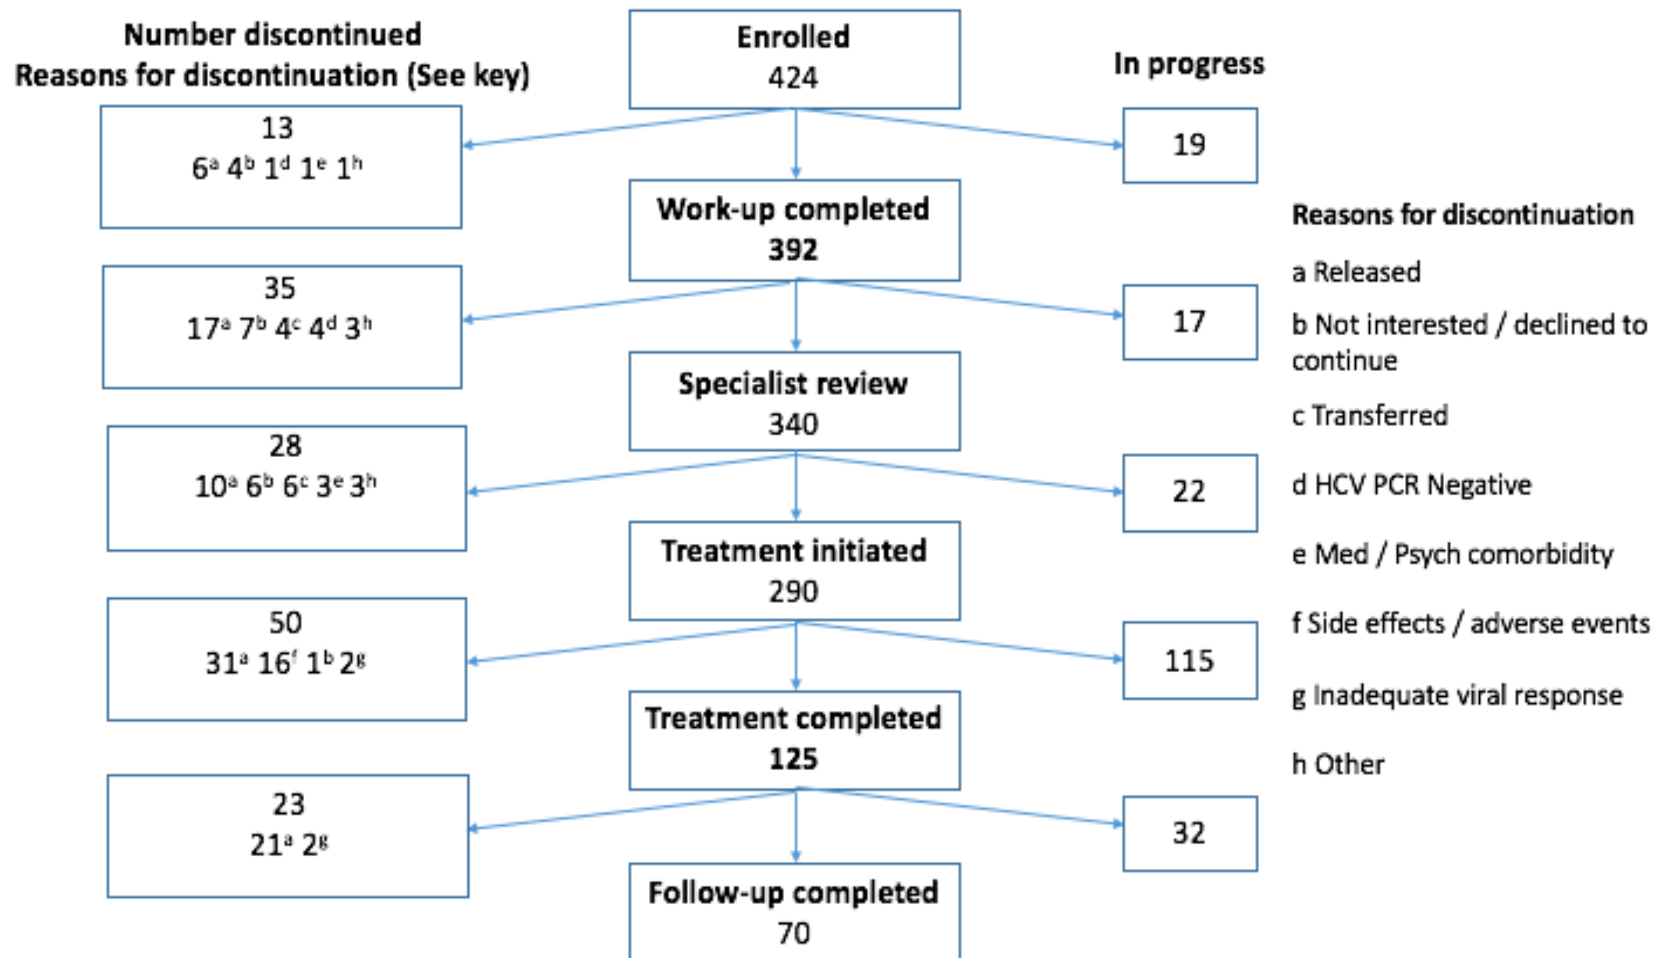 Number discontinued
Reasons for discontinuation (See key)
Enrolled
424
In progress
13
6ᵃ 4ᵇ 1ᵈ 1ᵉ 1ʰ
19
Work-up completed
392
35
17ᵃ 7ᵇ 4ᶜ 4ᵈ 3ʰ
17
Specialist review
340
28
10ᵃ 6ᵇ 6ᶜ 3ᵉ 3ʰ
22
Treatment initiated
290
50
31ᵃ 16ᶠ 1ᵇ 2ᵍ
115
Treatment completed
125
23
21ᵃ 2ᵍ
32
Follow-up completed
70
Reasons for discontinuation
a Released
b Not interested / declined to
continue
c Transferred
d HCV PCR Negative
e Med / Psych comorbidity
f Side effects / adverse events
g Inadequate viral response
h Other